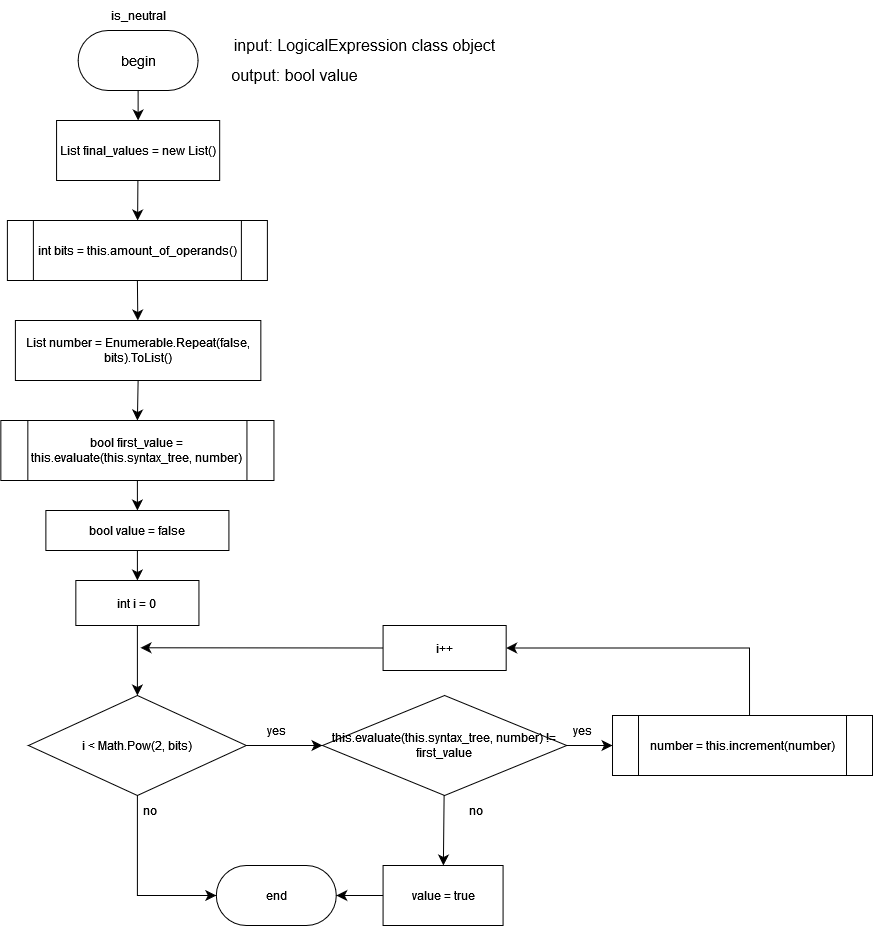 is_neutral
begin
input: LogicalExpression class object
output: bool value
List final_values = new List()
int bits = this.amount_of_operands()
List number = Enumerable.Repeat(false,
bits).ToList()
bool first_value =
this.evaluate(this.syntax_tree, number)
bool value = false
int i = 0
i++
i < Math.Pow(2, bits)
yes
this.evaluate(this.syntax_tree, number) !=
first_value
yes
number = this.increment(number)
no
no
end
value = true